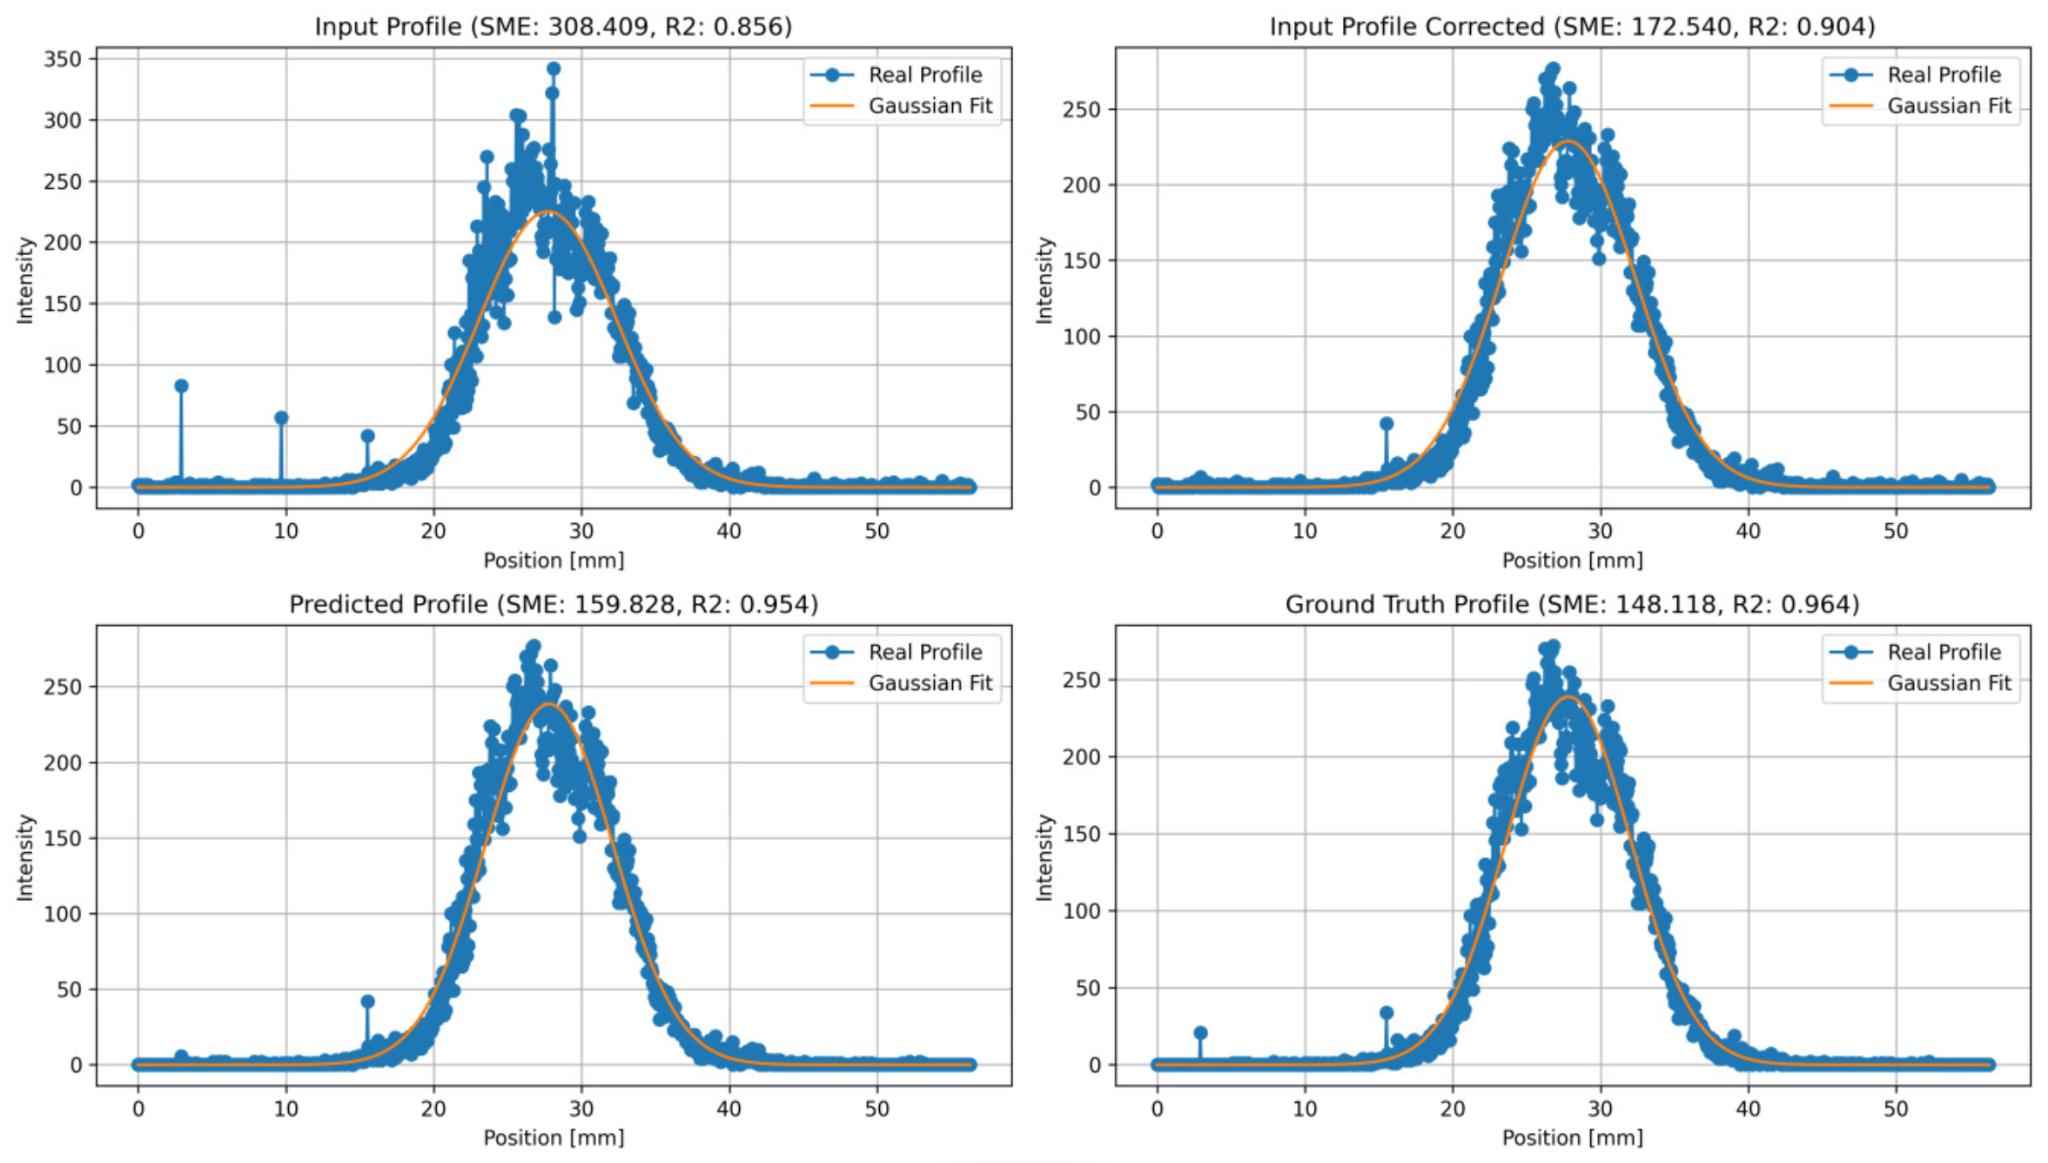 Input Profile (SME: 308.409, R2: 0.856)
350
300
250
200
150
100
50
0
Intensity
Real Profile
Gaussian Fit
0 10 20 30 40 50
Position [mm]
Input Profile Corrected (SME: 172.540, R2: 0.904)
250
200
150
100
50
0
Intensity
Real Profile
Gaussian Fit
0 10 20 30 40 50
Position [mm]
Predicted Profile (SME: 159.828, R2: 0.954)
250
200
150
100
50
0
Intensity
Real Profile
Gaussian Fit
0 10 20 30 40 50
Position [mm]
Ground Truth Profile (SME: 148.118, R2: 0.964)
250
200
150
100
50
0
Intensity
Real Profile
Gaussian Fit
0 10 20 30 40 50
Position [mm]